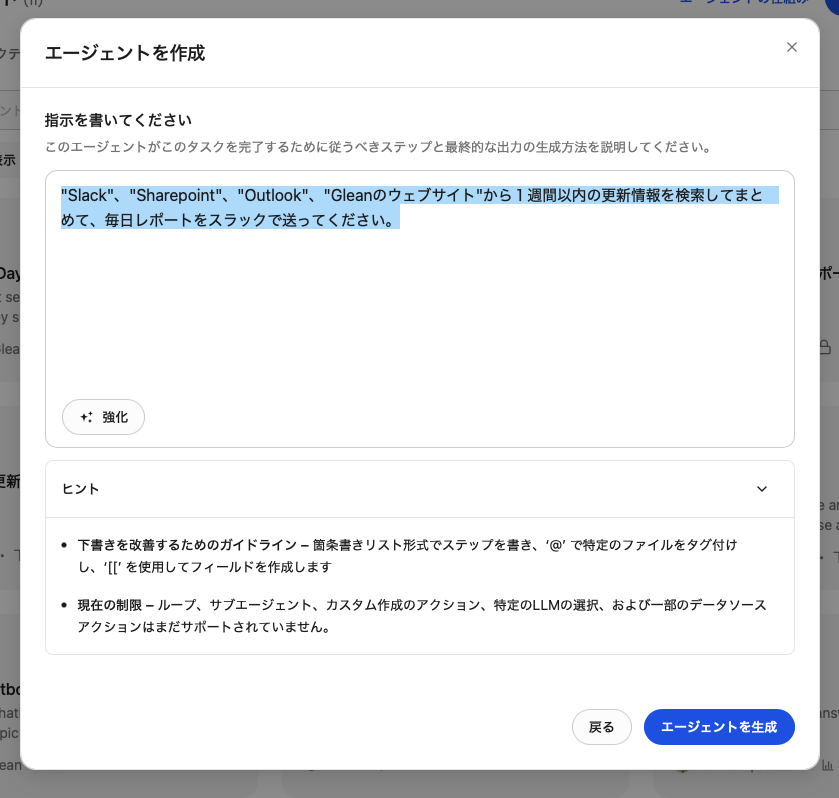 エージェントを作成
指示を書いてください
このエージェントがこのタスクを完了するために従うべきステップと最終的な出力の生成方法を説明してください。
"Slack"、"Sharepoint"、"Outlook"、"Gleanのウェブサイト"から１週間以内の更新情報を検索してまと
めて、毎日レポートをスラックで送ってください。
強化
ヒント
• 下書きを改善するためのガイドライン – 箇条書きリスト形式でステップを書き、‘@’ で特定のファイルをタグ付け
し、‘[[’ を使用してフィールドを作成します
• 現在の制限 – ループ、サブエージェント、カスタム作成のアクション、特定のLLMの選択、および一部のデータソース
アクションはまだサポートされていません。
戻る
エージェントを生成